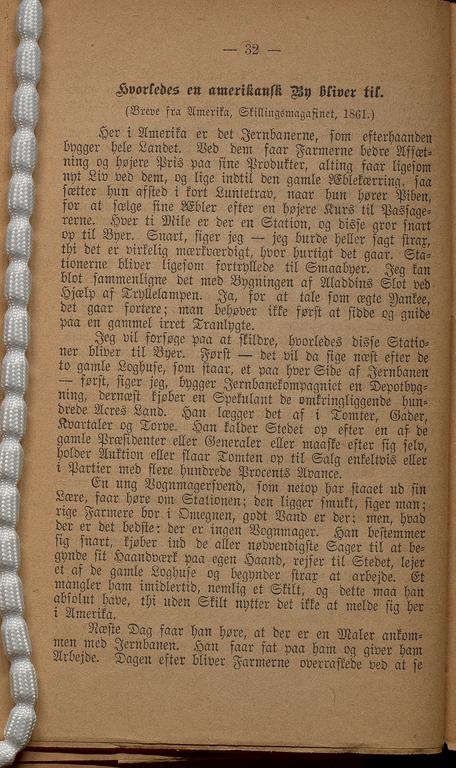 — 32 —
Hvorledes en amerikansk By bliver til.
(Breve fra Amerika, Skillingsmagasinet, 1861.)
Her i Amerika er det Jernbanerne, som efterhaanden
bygger hele Landet. Ved dem faar Farmerne bedre Afsæt-
ning og højere Pris paa sine Produkter, alting faar ligesom
nyt Liv ved dem, og lige indtil den gamle Æblekærring, saa
sætter hun afsted i kort Luntetrav, naar hun hører Piben,
for at sælge sine Æbler efter en højere Kurs til Passage-
rerne. Hver ti Mile er der en Station, og disse gror snart
op til Byer. Snart, siger jeg — jeg burde heller sagt strax,
thi det er virkelig mærkværdigt, hvor hurtigt det gaar. Sta-
tionerne bliver ligesom fortryllede til Smaabyer. Jeg kan
blot sammenligne det med Bygningen af Aladdins Slot ved
Hjælp af Tryllelampen. Ja, for at tale som ægte Yankee,
det gaar fortere; man behøver ikke først at sidde og gnide
paa en gammel irret Tranlygte.
Jeg vil forsøge paa at skildre, hvorledes disse Statio-
ner bliver til Byer. Først — det vil da sige næst efter de
to gamle Loghuse, som staar, et paa hver Side af Jernbanen
— først, siger jeg, bygger Jernbanekompagniet en Depotbyg-
ning, dernæst kjøber en Spekulant de omkringliggende hun-
drede Acres Land. Han lægger det af i Tomter, Gader,
Kvartaler og Torve. Han kalder Stedet op efter en af de
gamle Præsidenter eller Generaler eller maaske efter sig selv,
holder Auktion eller slaar Tomten op til Salg enkeltvis eller
i Partier med flere hundrede Procents Avance.
En ung Vognmagersvend, som netop har staaet ud sin
Lære, faar høre om Stationen; den ligger smukt, siger man;
rige Farmere bor i Omegnen, godt Vand er der; men, hvad
der er det bedste: der er ingen Vognmager. Han bestemmer
sig snart, kjøber ind de aller nødvendigste Sager til at be-
gynde sit Haandværk paa egen Haand, rejser til Stedet, lejer
et af de gamle Loghuse og begynder strax at arbejde. Et
mangler ham imidlertid, nemlig et Skilt, og dette maa han
absolut have, thi uden Skilt nytter det ikke at melde sig her
i Amerika.
Næste Dag faar han høre, at der er en Maler ankom-
men med Jernbanen. Han faar fat paa ham og giver ham
Arbejde. Dagen efter bliver Farmerne overraskede ved at se